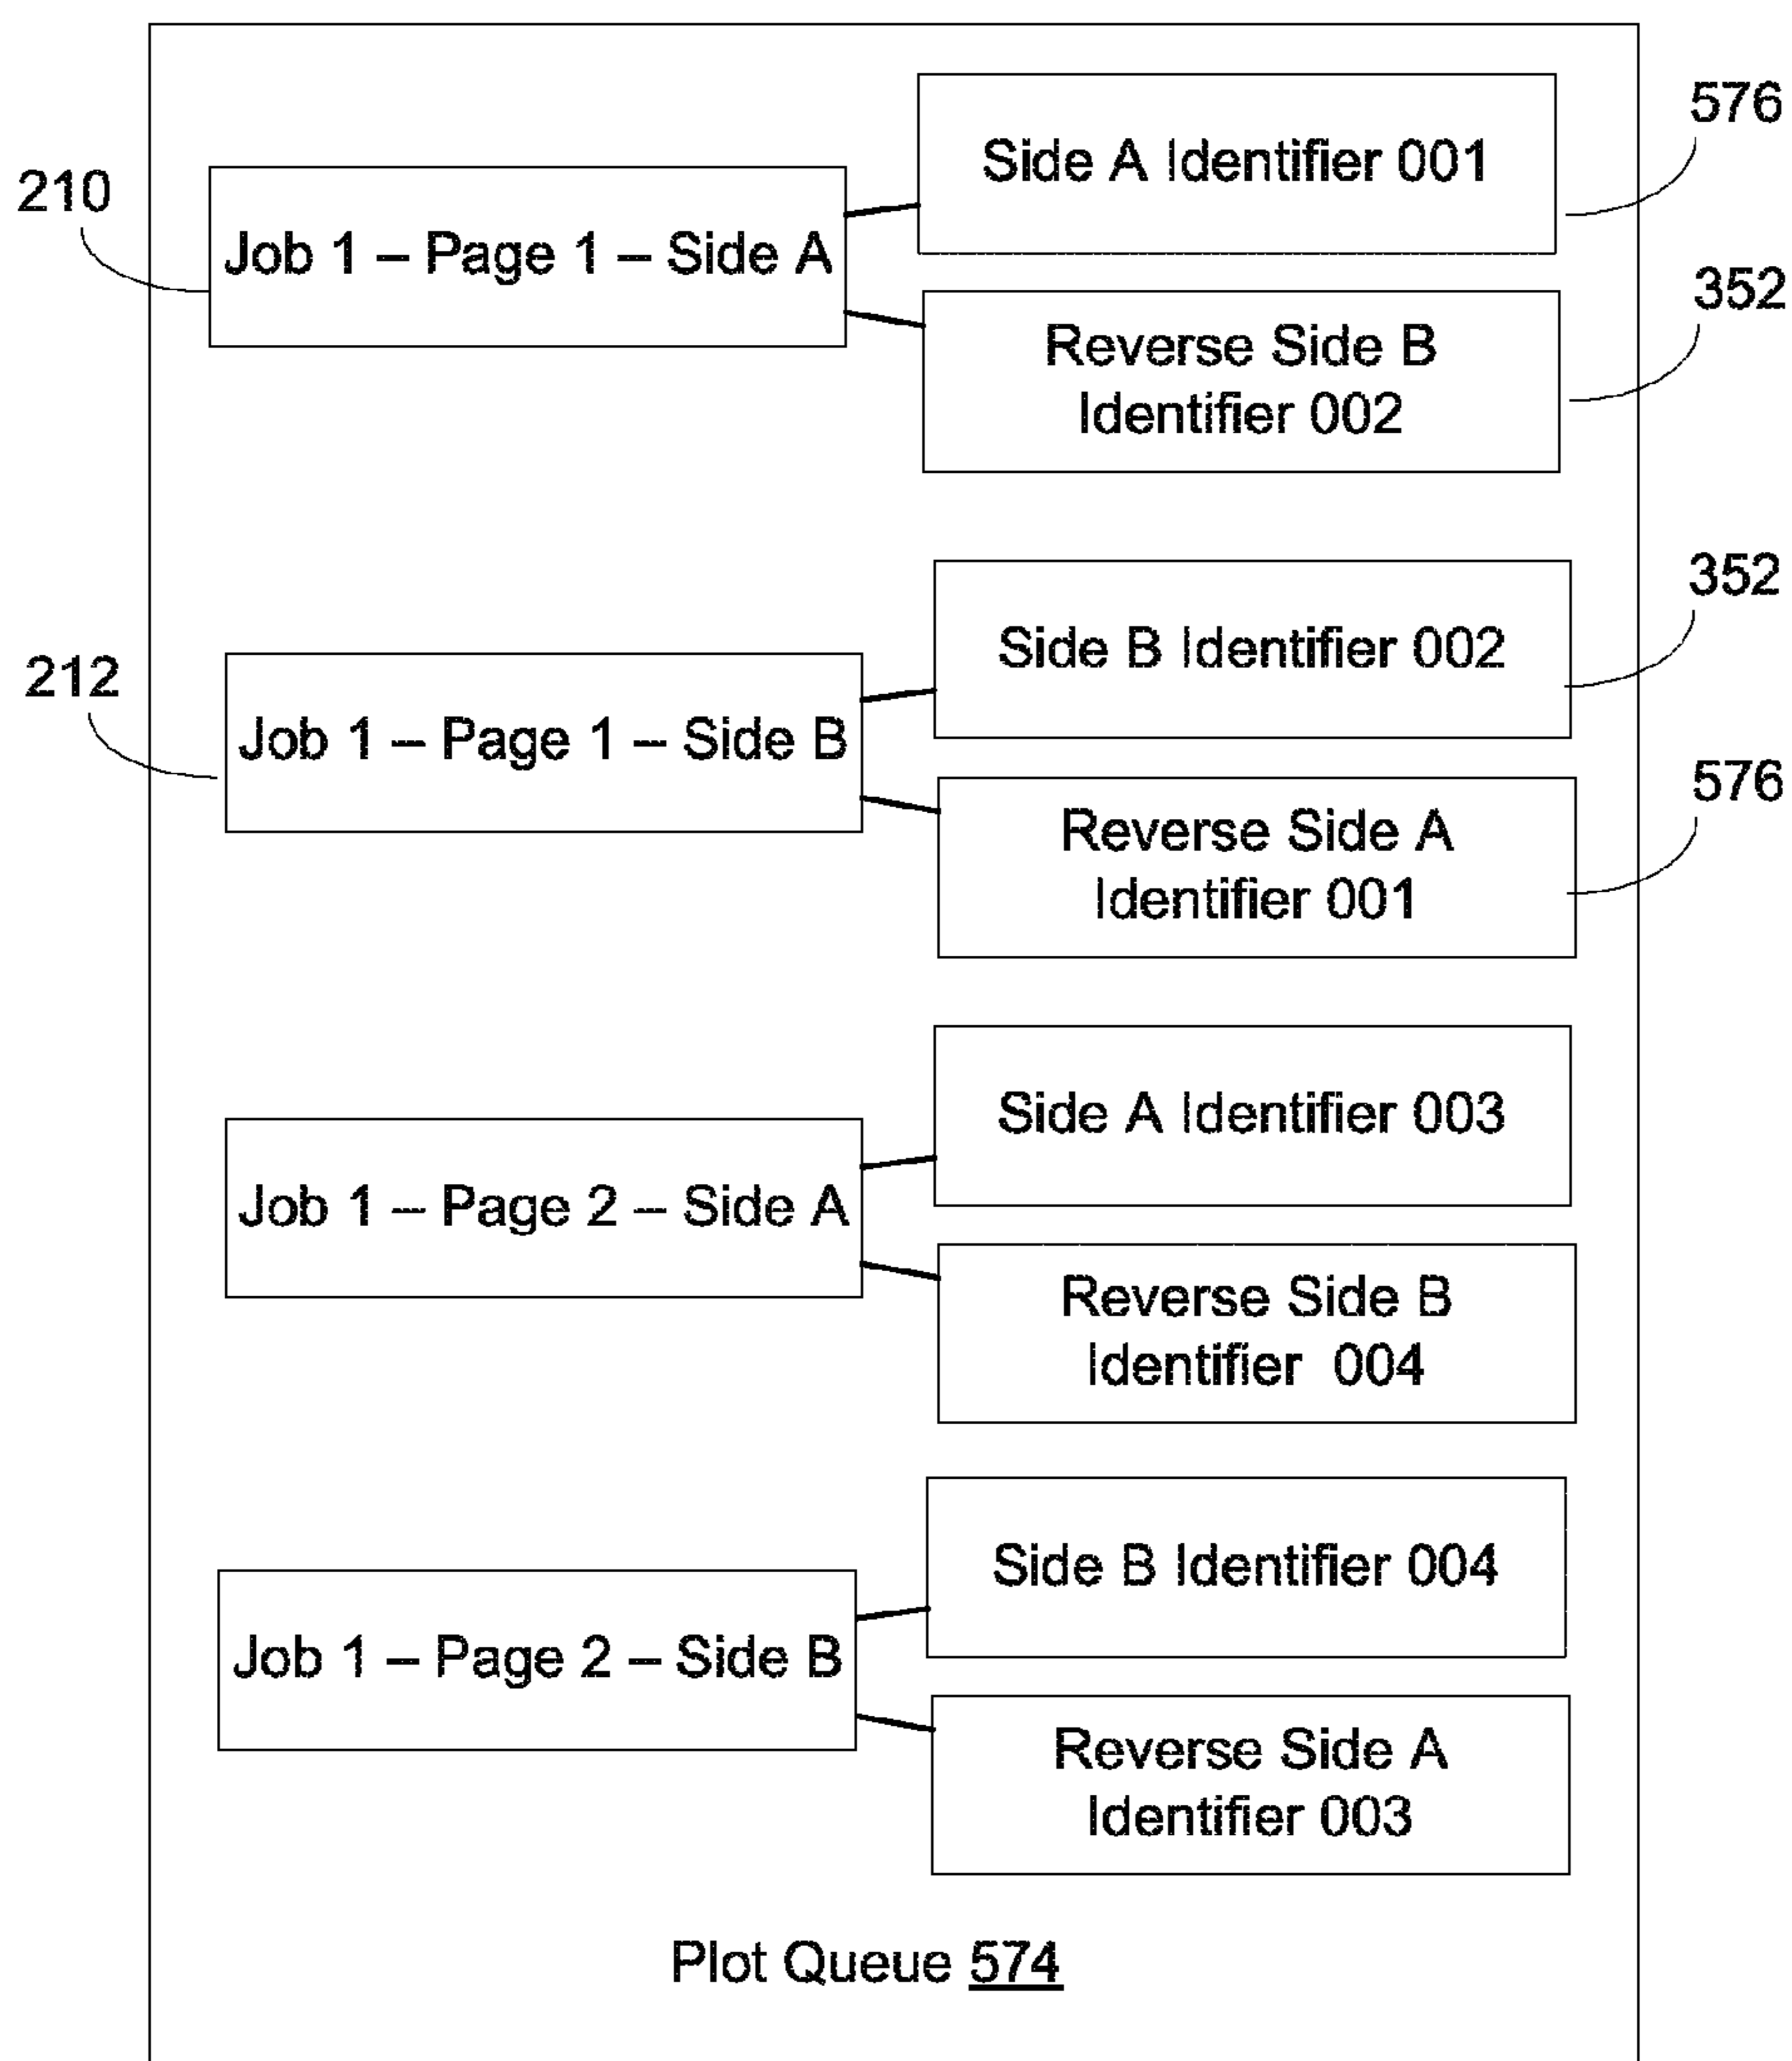 576
Side A Identifier 001
210
Job 1 – Page 1 – Side A
352
Reverse Side B
Identifier 002
352
Side B Identifier 002
212
Job 1 – Page 1 – Side B
576
Reverse Side A
Identifier 001
Side A Identifier 003
Job 1 – Page 2 – Side A
Reverse Side B
Identifier 004
Side B Identifier 004
Job 1 – Page 2 – Side B
Reverse Side A
Identifier 003
Plot Queue 574